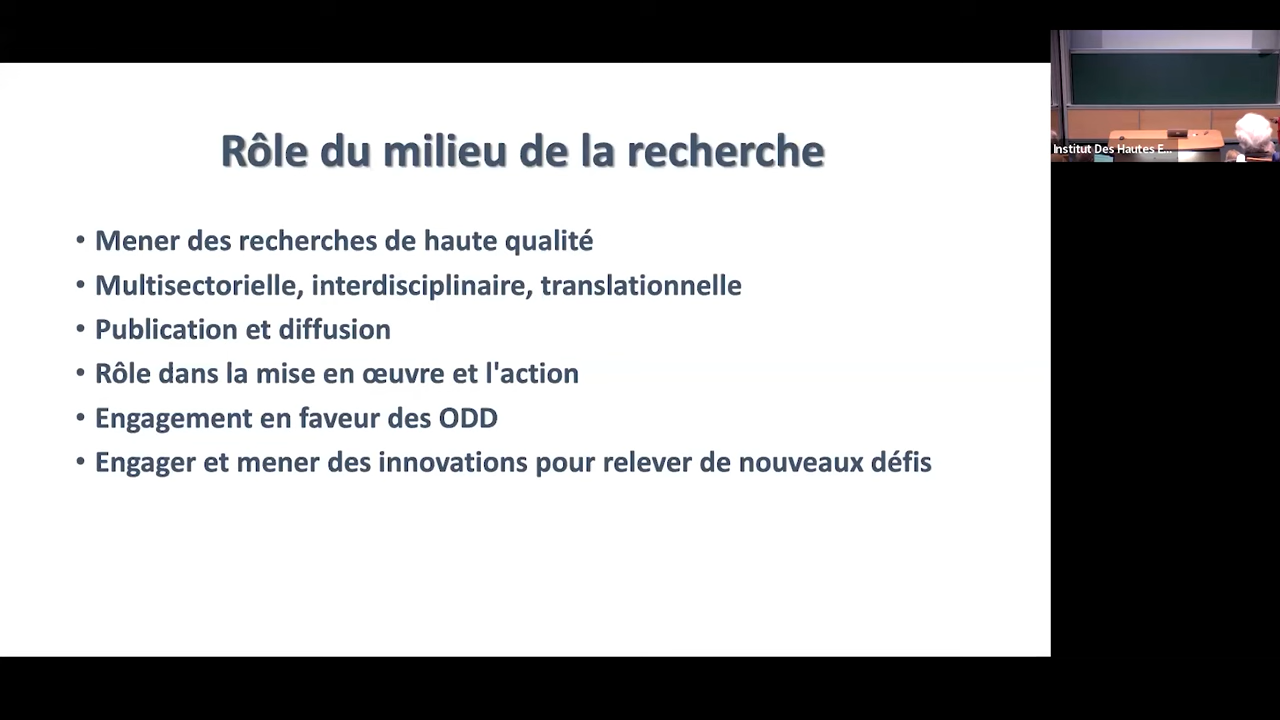 Rôle du milieu de la recherche
• Mener des recherches de haute qualité
• Multisectorielle, interdisciplinaire, translationnelle
• Publication et diffusion
• Rôle dans la mise en œuvre et l'action
• Engagement en faveur des ODD
• Engager et mener des innovations pour relever de nouveaux défis
Institut Des Hautes E...